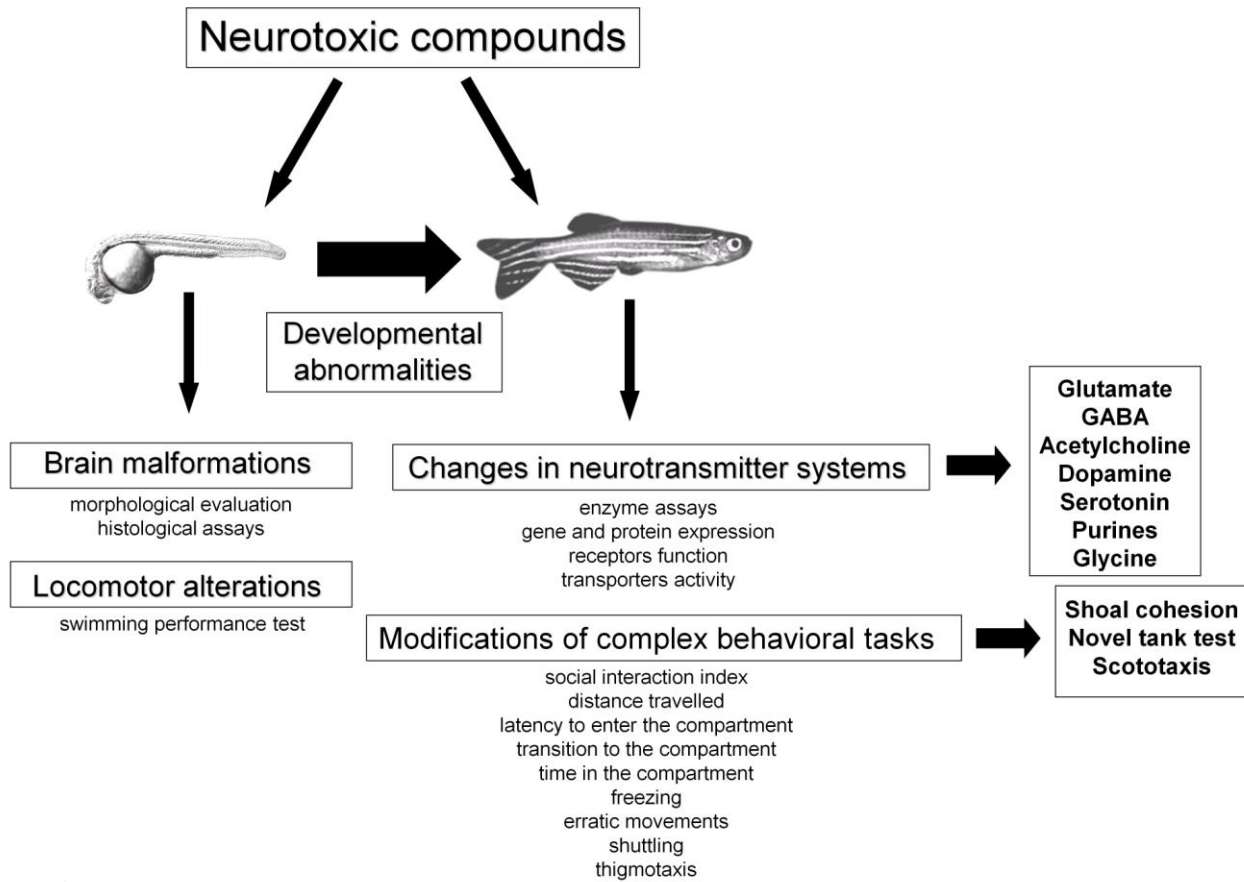 Neurotoxic compounds
Developmental
abnormalities
Brain malformations
morphological evaluation
histological assays
Locomotor alterations
swimming performance test
Changes in neurotransmitter systems
enzyme assays
gene and protein expression
receptors function
transporters activity
Glutamate
GABA
Acetylcholine
Dopamine
Serotonin
Purines
Glycine
Modifications of complex behavioral tasks
social interaction index
distance travelled
latency to enter the compartment
transition to the compartment
time in the compartment
freezing
erratic movements
shuttling
thigmotaxis
Shoal cohesion
Novel tank test
Scototaxis